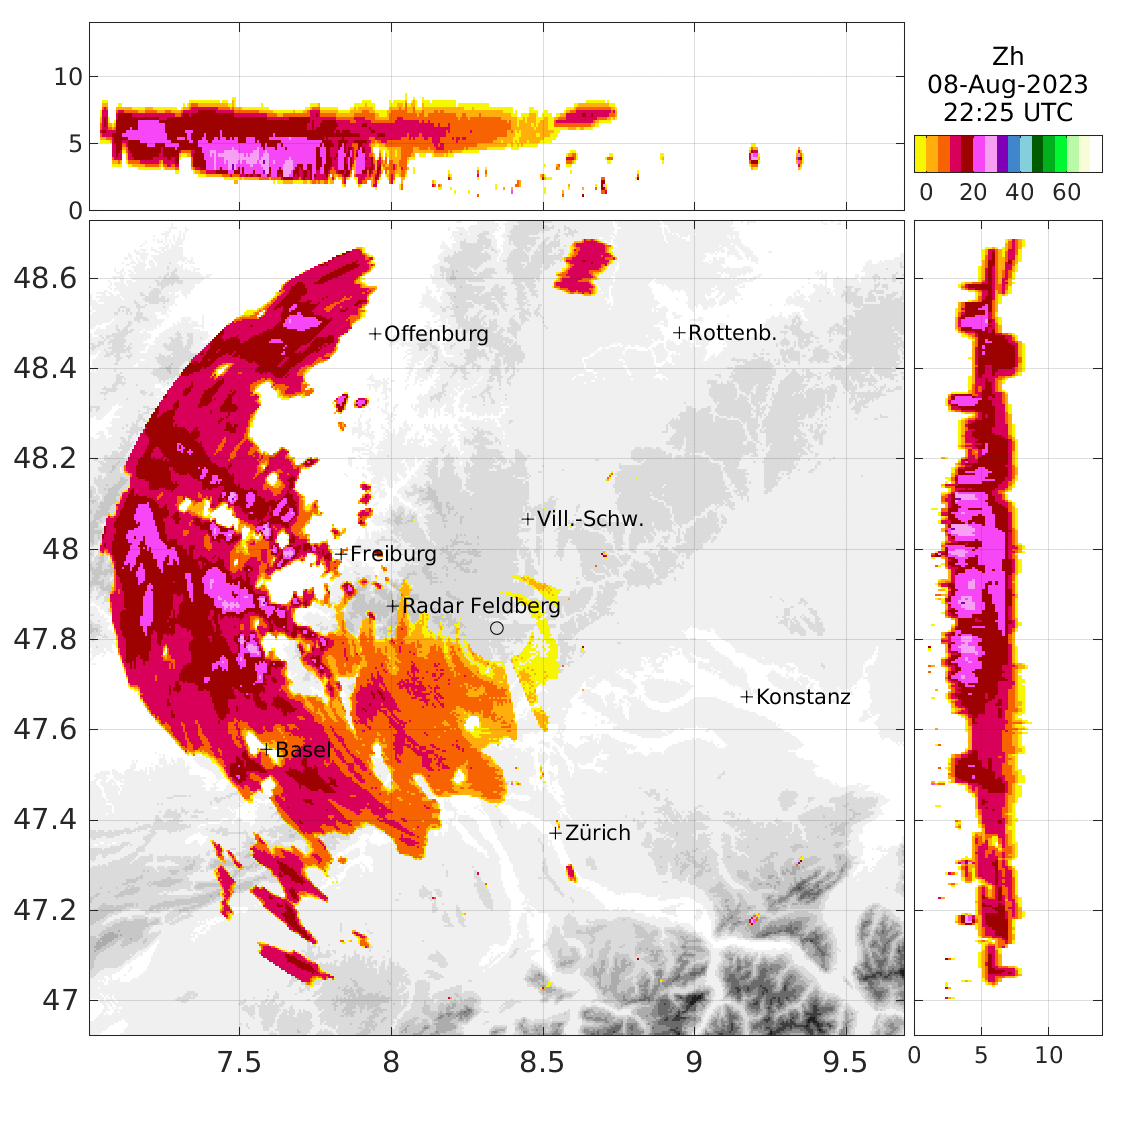 Zh
08-Aug-2023
22:25 UTC
0 20 40 60
10
5
0
48.6
48.4
48.2
48
47.8
47.6
47.4
47.2
47
+Offenburg
+Rottenb.
+Vill.-Schw.
+Freiburg
+Radar Feldberg
+Konstanz
+Basel
+Zürich
7.5 8 8.5 9 9.5
0 5 10